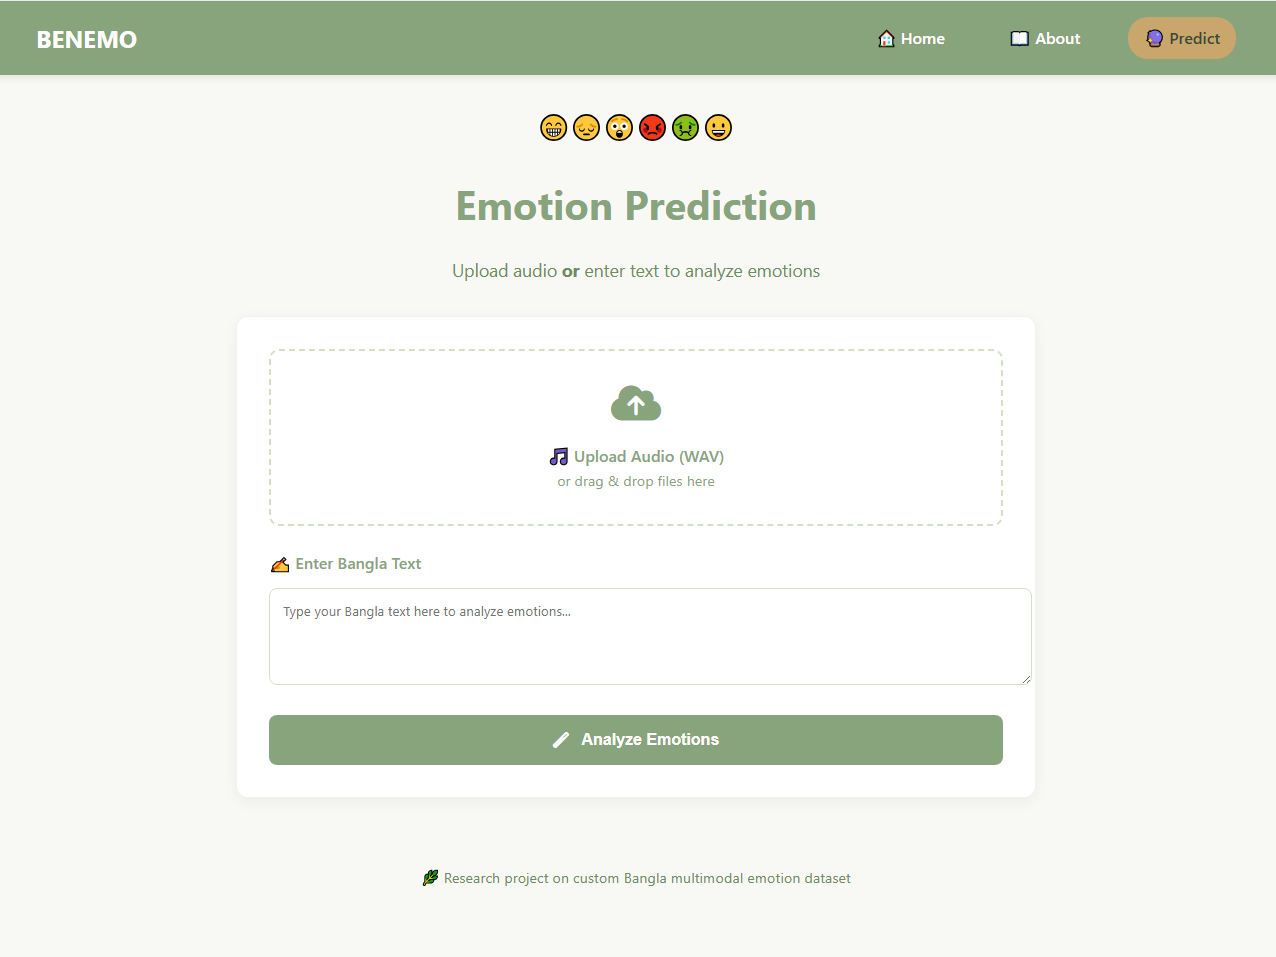 BENEMO
Home
About
Predict
Emotion Prediction
Upload audio or enter text to analyze emotions
Upload Audio (WAV)
or drag & drop files here
Enter Bangla Text
Type your Bangla text here to analyze emotions...
Analyze Emotions
Research project on custom Bangla multimodal emotion dataset